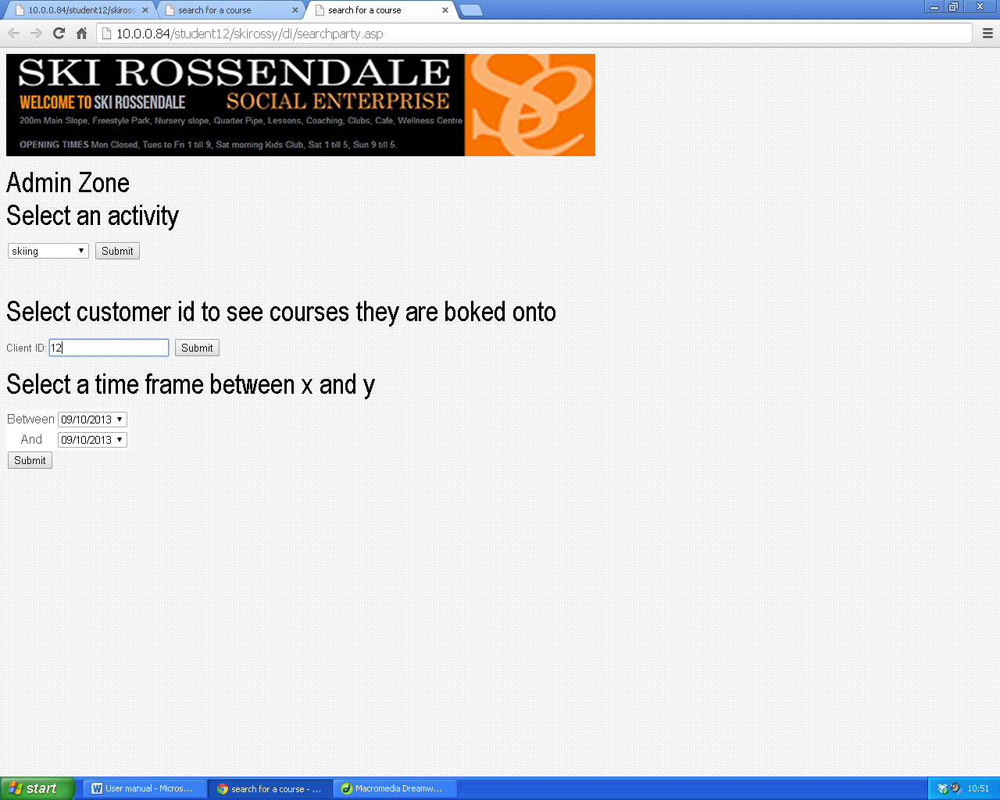 10.0.0.84/student12/skiross
search for a course
search for a course
10.0.0.84/student12/skirossy/di/searchparty.asp
SKI ROSSENDALE
WELCOME TO SKI ROSSENDALE
SOCIAL ENTERPRISE
200m Main Slope, Freestyle Park, Nursery slope, Quarter Pipe, Lessons, Coaching, Clubs, Cafe, Wellness Centre
OPENING TIMES Mon Closed, Tues to Fri 1 till 9, Sat morning Kids Club, Sat 1 till 5, Sun 9 till 5.
Admin Zone
Select an activity
skiing Submit
Select customer id to see courses they are boked onto
Client ID: 12 Submit
Select a time frame between x and y
Between 09/10/2013
And 09/10/2013
Submit
start
User manual - Micros...
search for a course - ...
Macromedia Dreamw...
10:51